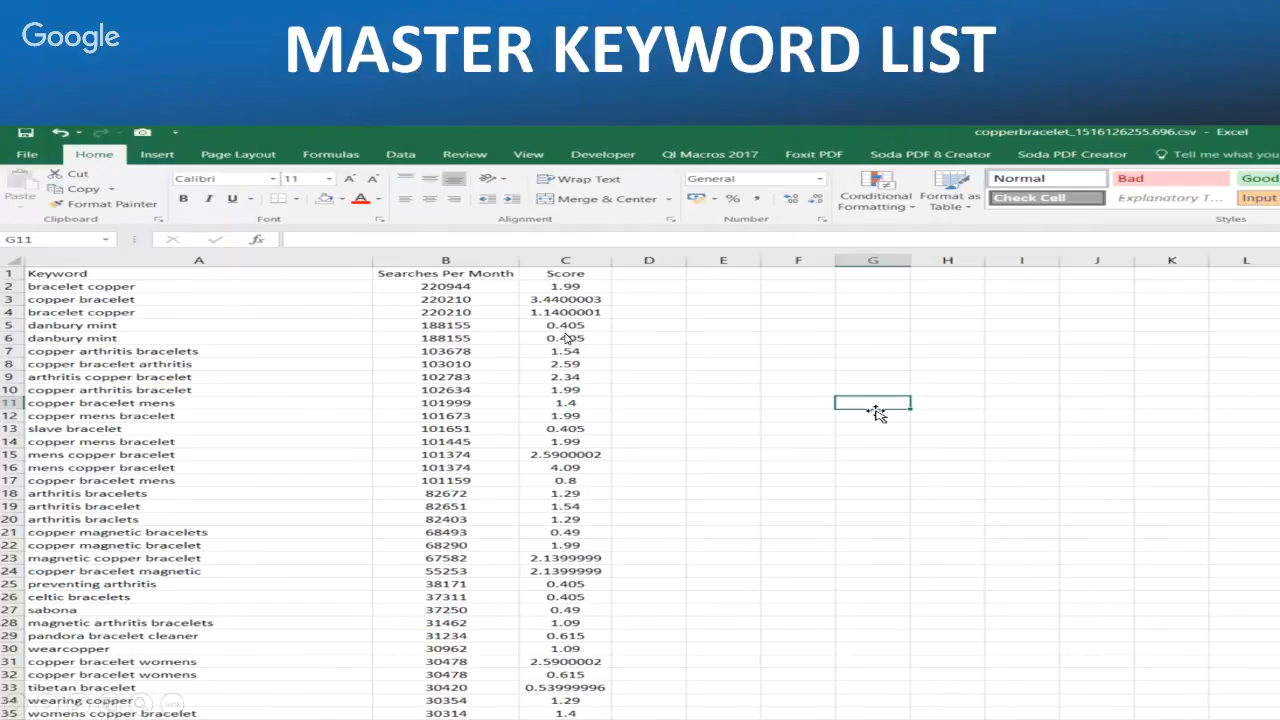 Google
MASTER KEYWORD LIST
copperbracelet_1516126255.696.csv - Excel
File Home Insert Page Layout Formulas Data Review View Developer QI Macros 2017 Foxit PDF Soda PDF 8 Creator Soda PDF Creator Tell me what you
Paste
Cut
Copy
Format Painter
Clipboard
Calibri 11
B I U
Font
Wrap Text
Merge & Center
Alignment
General
%
Number
Conditional Formatting
Format as Table
Normal Bad Good
Check Cell Explanatory T... Input
Styles
G11 fx
A B C D E F G H I J K L
1 Keyword Searches Per Month Score
2 bracelet copper 220944 1.99
3 copper bracelet 220210 3.4400003
4 bracelet copper 220210 1.1400001
5 danbury mint 188155 0.405
6 danbury mint 188155 0.405
7 copper arthritis bracelets 103678 1.54
8 copper bracelet arthritis 103010 2.59
9 arthritis copper bracelet 102783 2.34
10 copper arthritis bracelet 102634 1.99
11 copper bracelet mens 101999 1.4
12 copper mens bracelet 101673 1.99
13 slave bracelet 101651 0.405
14 copper mens bracelet 101445 1.99
15 mens copper bracelet 101374 2.5900002
16 mens copper bracelet 101374 4.09
17 copper bracelet mens 101159 0.8
18 arthritis bracelets 82672 1.29
19 arthritis bracelet 82651 1.54
20 arthritis braclets 82403 1.29
21 copper magnetic bracelets 68493 0.49
22 copper magnetic bracelet 68290 1.99
23 magnetic copper bracelet 67582 2.1399999
24 copper bracelet magnetic 55253 2.1399999
25 preventing arthritis 38171 0.405
26 celtic bracelets 37311 0.405
27 sabona 37250 0.49
28 magnetic arthritis bracelets 31462 1.09
29 pandora bracelet cleaner 31234 0.615
30 wearcopper 30962 1.09
31 copper bracelet womens 30478 2.5900002
32 copper bracelet womens 30478 0.615
33 tibetan bracelet 30420 0.53999996
34 wearing copper 30354 1.29
35 womens copper bracelet 30314 1.4